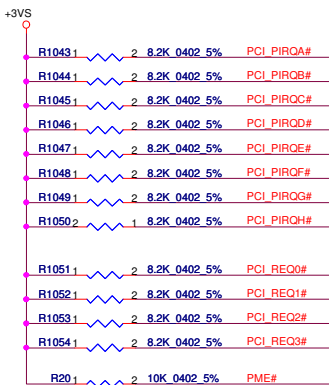 +3VS
R1043 1 2 8.2K_0402_5% PCI_PIRQA#
R1044 1 2 8.2K_0402_5% PCI_PIRQB#
R1045 1 2 8.2K_0402_5% PCI_PIRQC#
R1046 1 2 8.2K_0402_5% PCI_PIRQD#
R1047 1 2 8.2K_0402_5% PCI_PIRQE#
R1048 1 2 8.2K_0402_5% PCI_PIRQF#
R1049 1 2 8.2K_0402_5% PCI_PIRQG#
R1050 2 1 8.2K_0402_5% PCI_PIRQH#
R1051 1 2 8.2K_0402_5% PCI_REQ0#
R1052 1 2 8.2K_0402_5% PCI_REQ1#
R1053 1 2 8.2K_0402_5% PCI_REQ2#
R1054 1 2 8.2K_0402_5% PCI_REQ3#
R20 1 2 10K_0402_5% PME#